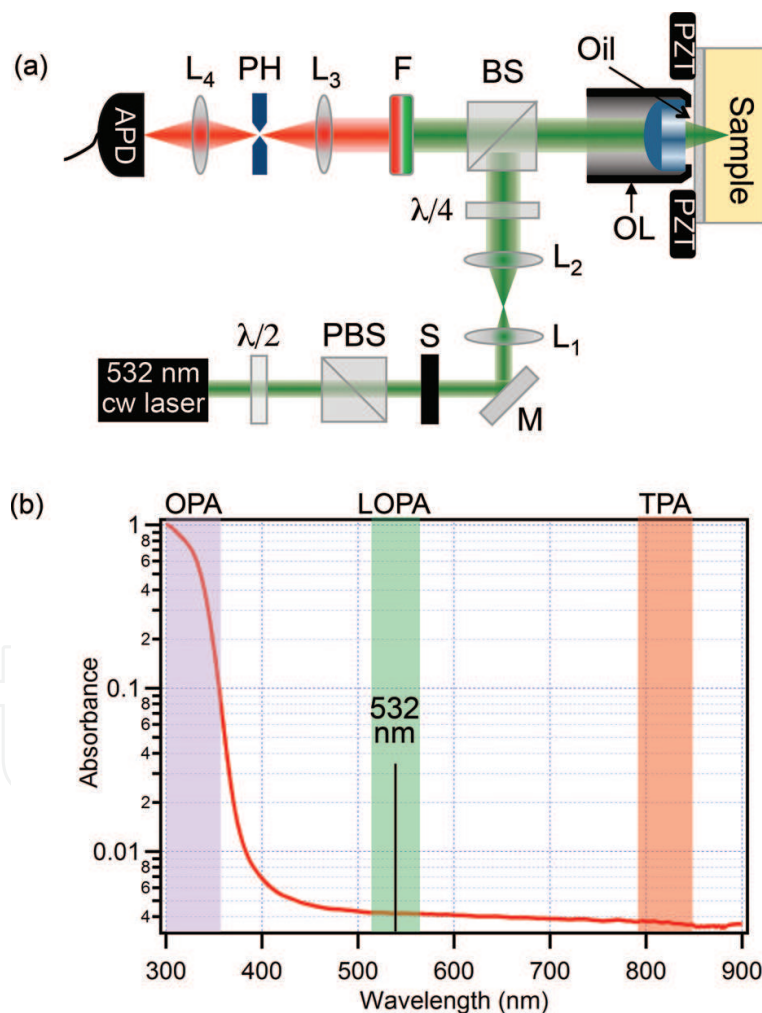 (a)
L4 PH L3 F BS Oil PZT
APD
Sample
λ/4
OL
PZT
L2
λ/2 PBS S L1
532 nm
cw laser
M
(b)
OPA LOPA TPA
1
8
6
4
2
0.1
8
6
4
2
0.01
8
6
4
532
nm
Absorbance
300 400 500 600 700 800 900
Wavelength (nm)